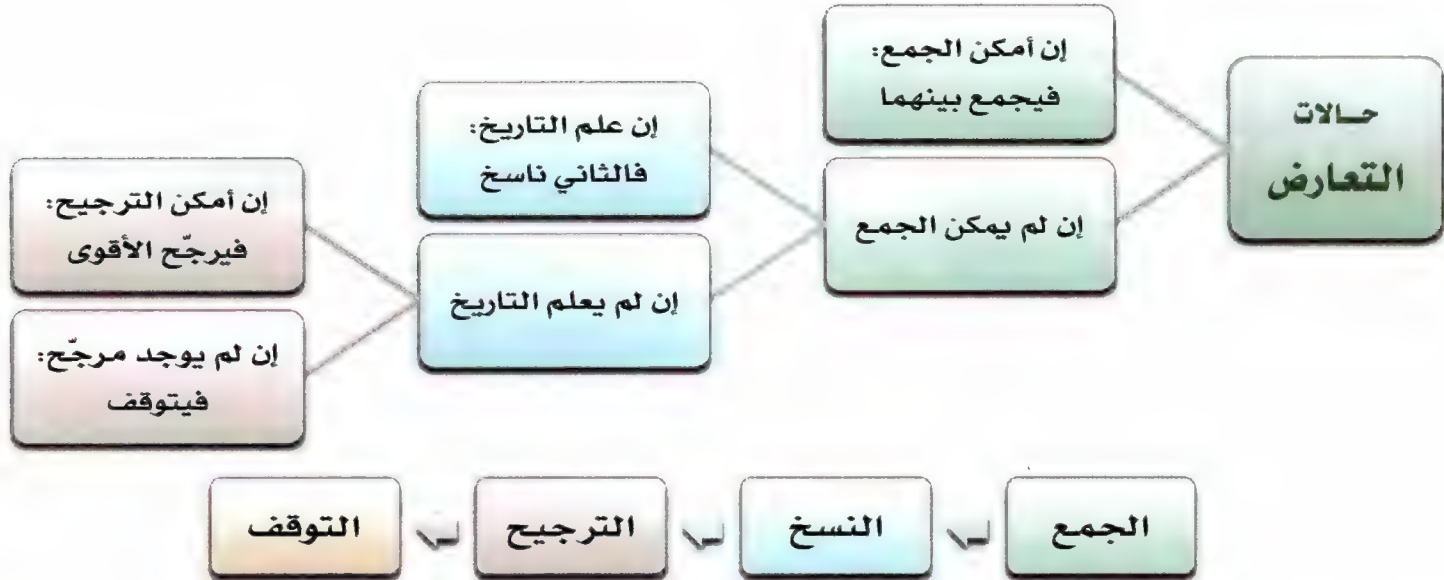 حـالات
التعارض
إن أمكن الجمع:
فيجمع بينهما
إن لم يمكن الجمع
إن علم التاريخ:
فالثاني ناسخ
إن لم يعلم التاريخ
إن أمكن الترجيح:
فيرجّح الأقوى
إن لم يوجد مرجّح:
فيتوقف
الجمع
النسخ
الترجيح
التوقف